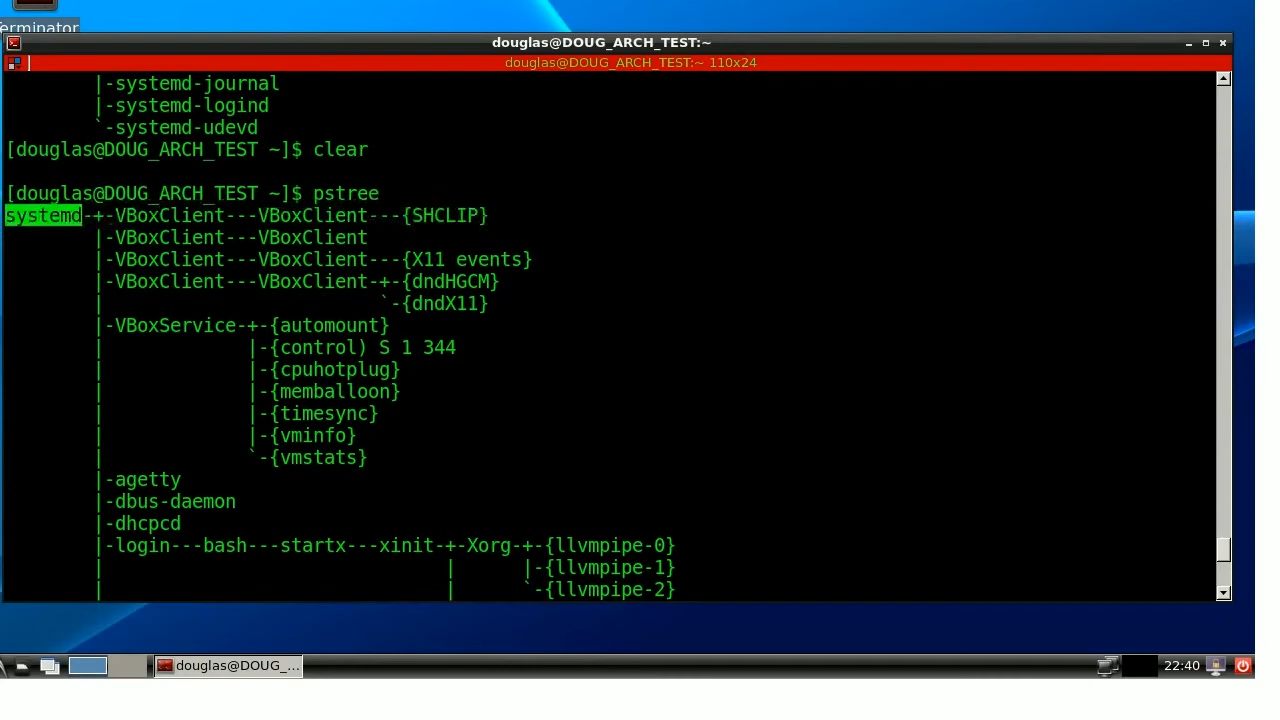 Terminator
douglas@DOUG_ARCH_TEST:~
douglas@DOUG_ARCH_TEST:~ 110x24
        |-systemd-journal
        |-systemd-logind
        `-systemd-udevd
[douglas@DOUG_ARCH_TEST ~]$ clear
[douglas@DOUG_ARCH_TEST ~]$ pstree
systemd-+-VBoxClient---VBoxClient---{SHCLIP}
        |-VBoxClient---VBoxClient
        |-VBoxClient---VBoxClient---{X11 events}
        |-VBoxClient---VBoxClient-+-{dndHGCM}
        |                         `-{dndX11}
        |-VBoxService-+-{automount}
        |             |-{control) S 1 344
        |             |-{cpuhotplug}
        |             |-{memballoon}
        |             |-{timesync}
        |             |-{vminfo}
        |             `-{vmstats}
        |-agetty
        |-dbus-daemon
        |-dhcpcd
        |-login---bash---startx---xinit-+-Xorg-+-{llvmpipe-0}
        |                               |      |-{llvmpipe-1}
        |                               |      `-{llvmpipe-2}
douglas@DOUG_...
22:40